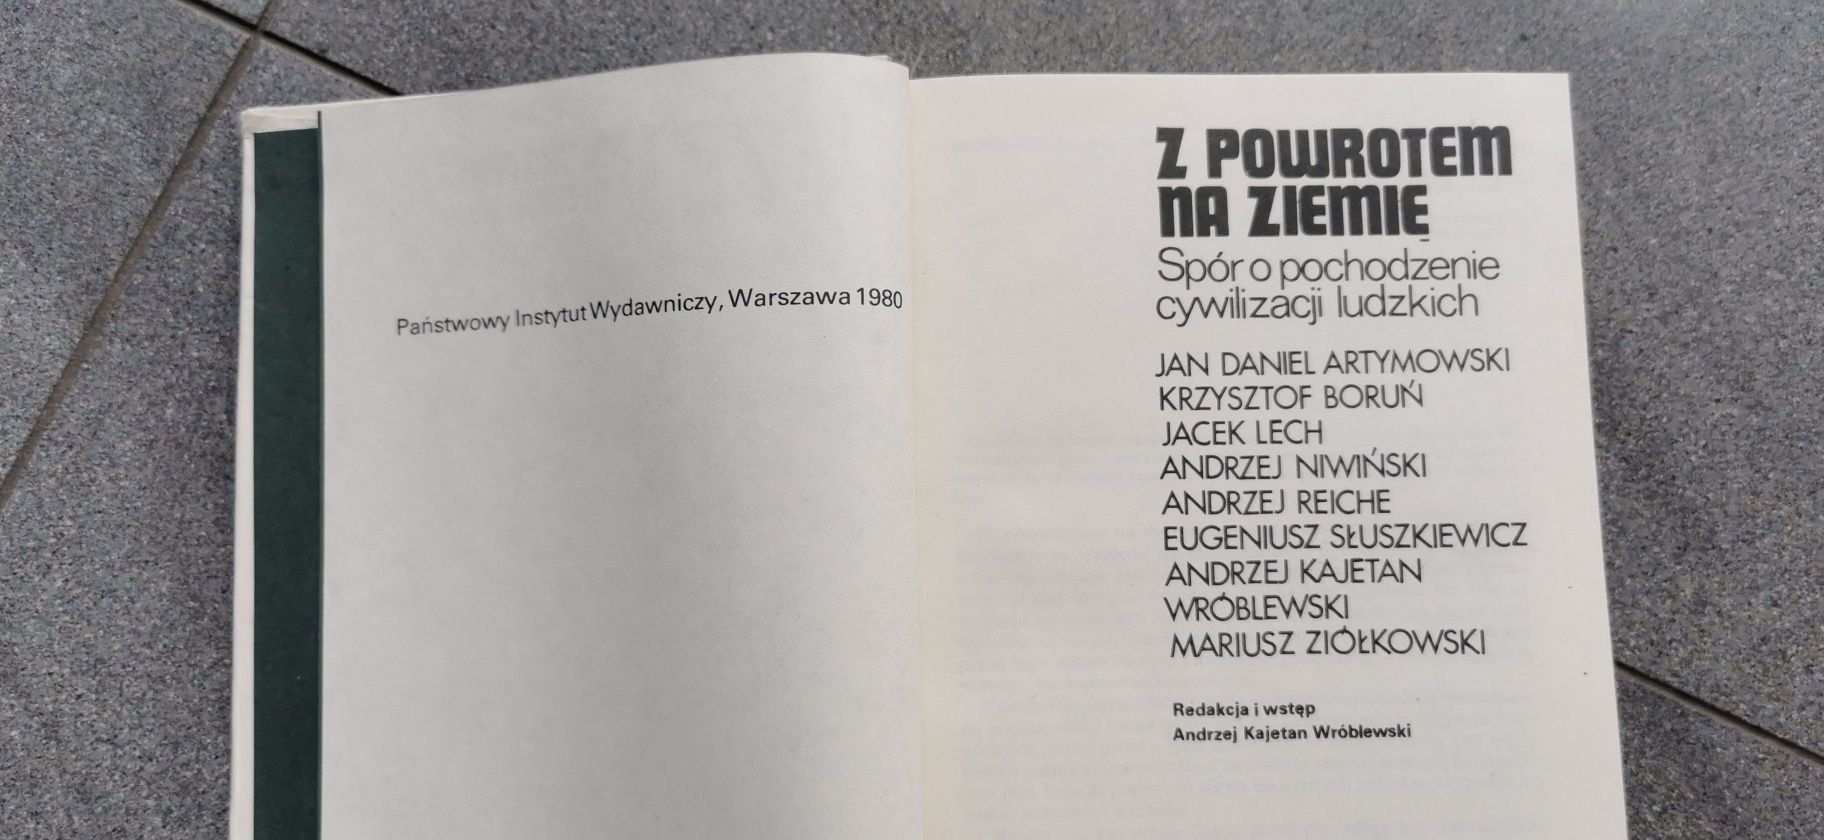 Państwowy Instytut Wydawniczy, Warszawa 1980
Z POWROTEM
NA ZIEMIĘ
Spór o pochodzenie
cywilizacji ludzkich
JAN DANIEL ARTYMOWSKI
KRZYSZTOF BORUŃ
JACEK LECH
ANDRZEJ NIWIŃSKI
ANDRZEJ REICHE
EUGENIUSZ SŁUSZKIEWICZ
ANDRZEJ KAJETAN
WRÓBLEWSKI
MARIUSZ ZIÓŁKOWSKI
Redakcja i wstęp
Andrzej Kajetan Wróblewski